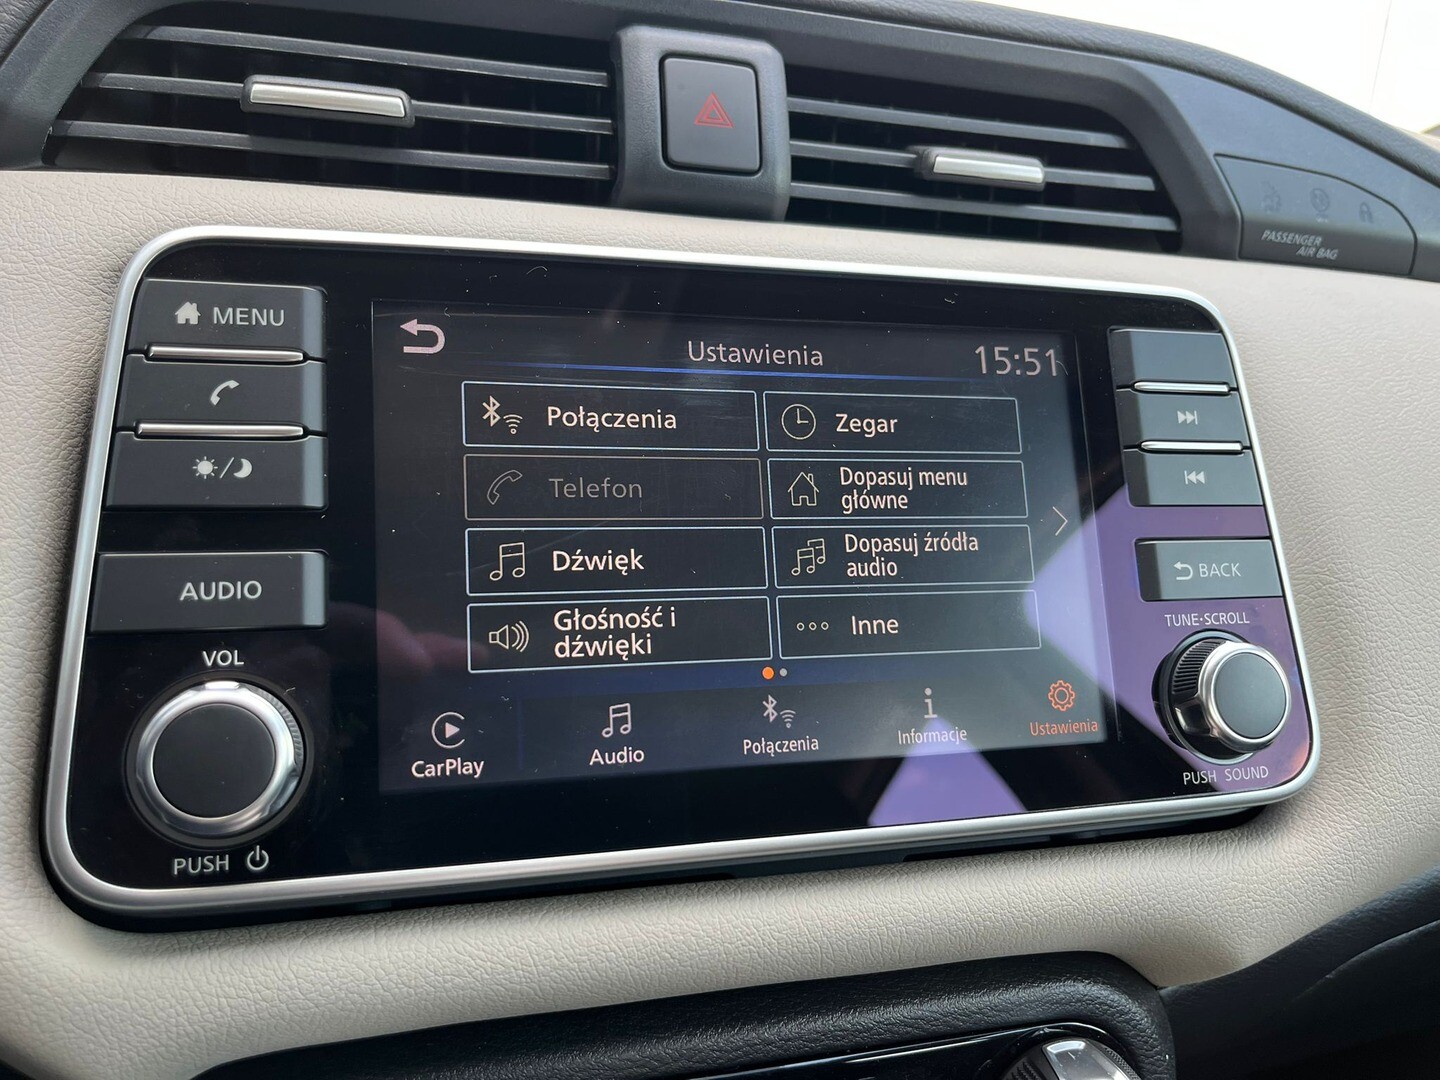 PASSENGER
AIR BAG
MENU
AUDIO
VOL
PUSH
Ustawienia
15:51
Połączenia
Zegar
Telefon
Dopasuj menu
główne
Dźwięk
Dopasuj źródła
audio
Głośność i
dźwięki
Inne
CarPlay
Audio
Połączenia
Informacje
Ustawienia
BACK
TUNE·SCROLL
PUSH SOUND